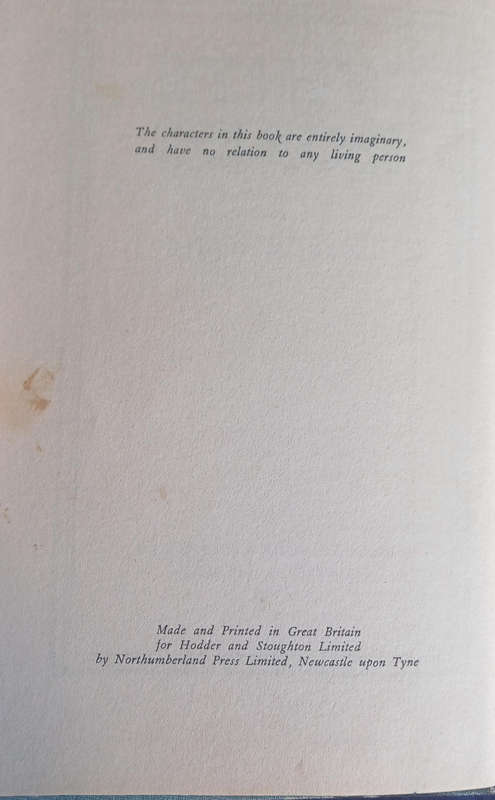 The characters in this book are entirely imaginary,
and have no relation to any living person
Made and Printed in Great Britain
for Hodder and Stoughton Limited
by Northumberland Press Limited, Newcastle upon Tyne